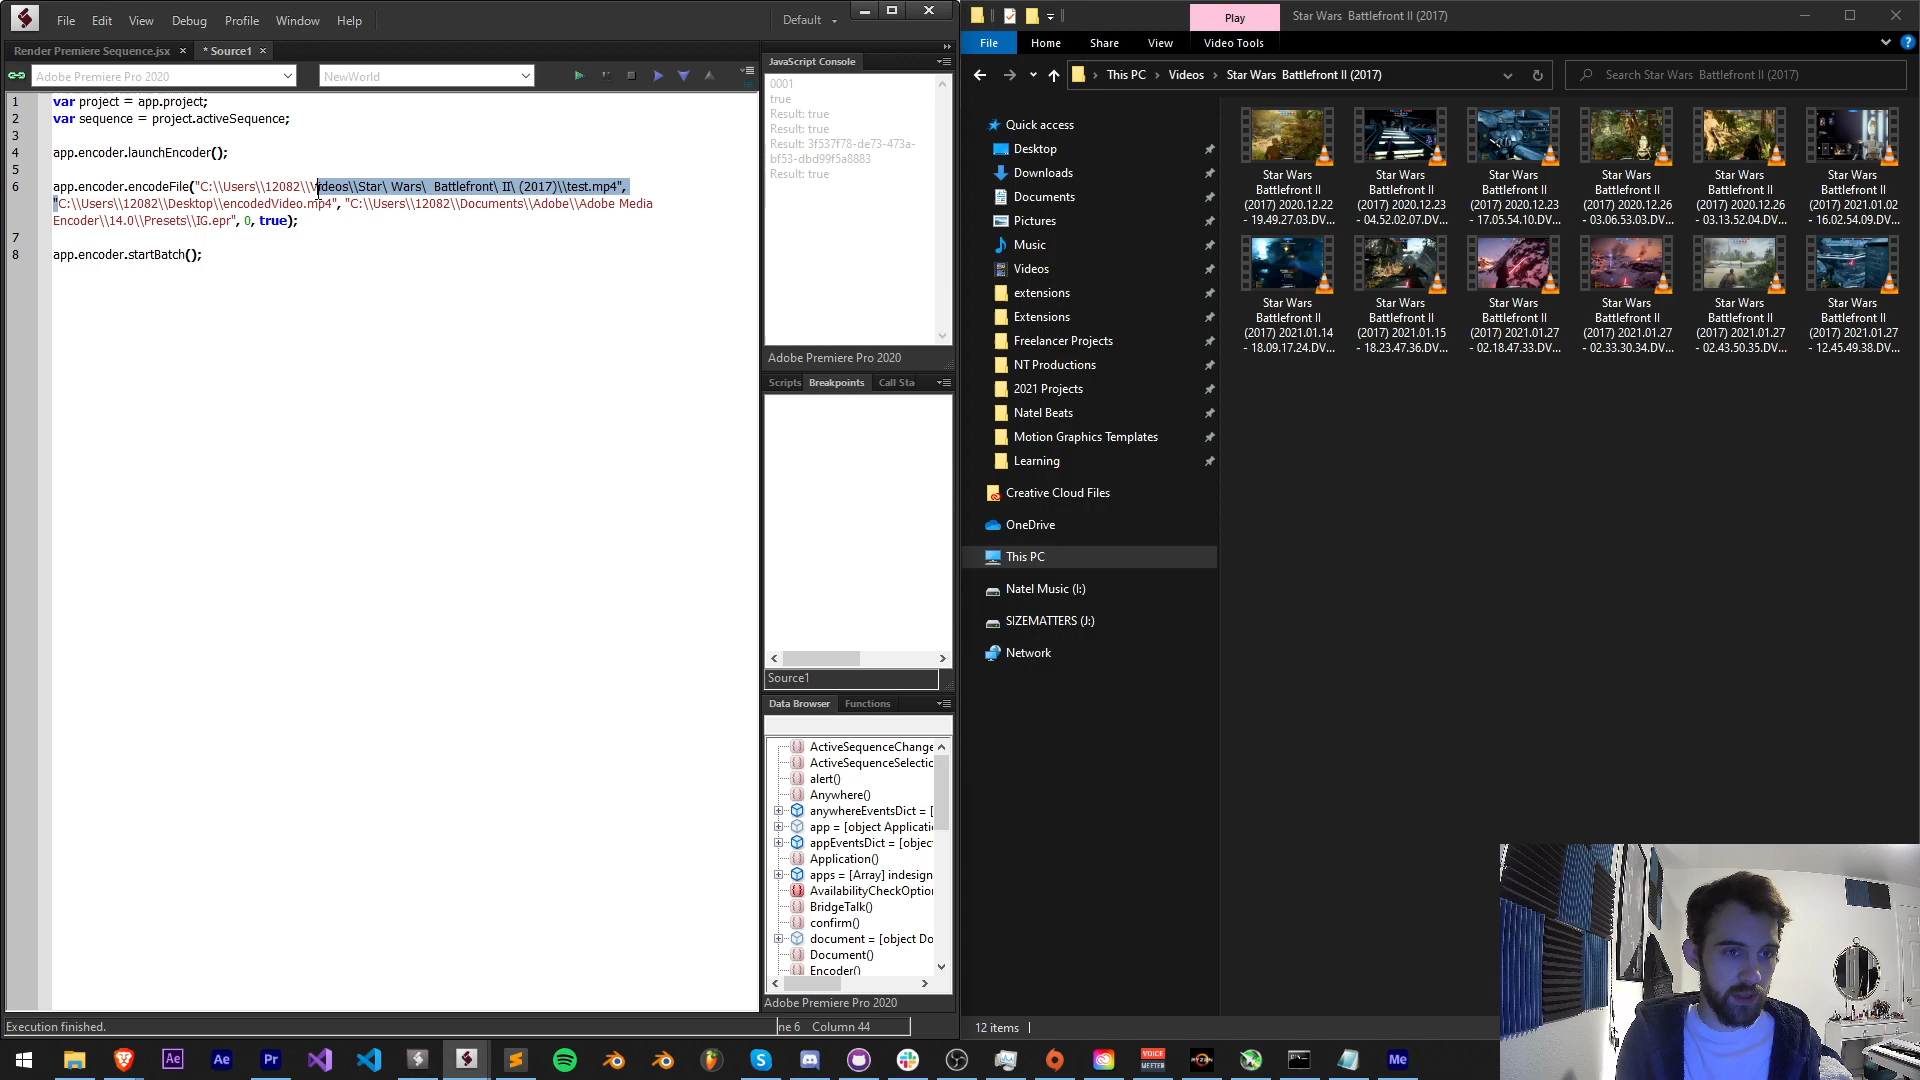 File Edit View Debug Profile Window Help
Default
Render Premiere Sequence.jsx
* Source1
Adobe Premiere Pro 2020
NewWorld
1 var project = app.project;
2 var sequence = project.activeSequence;
3
4 app.encoder.launchEncoder();
5
6 app.encoder.encodeFile("C:\\Users\\12082\\Videos\\Star\ Wars\  Battlefront\ II\ (2017)\\test.mp4",
"C:\\Users\\12082\\Desktop\\encodedVideo.mp4", "C:\\Users\\12082\\Documents\\Adobe\\Adobe Media
Encoder\\14.0\\Presets\\IG.epr", 0, true);
7
8 app.encoder.startBatch();
Execution finished.
ne 6 Column 44
JavaScript Console
0001
true
Result: true
Result: true
Result: 3f537f78-de73-473a-
bf53-dbd99f5a8883
Result: true
Adobe Premiere Pro 2020
Scripts Breakpoints Call Sta
Source1
Data Browser Functions
ActiveSequenceChange
ActiveSequenceSelectic
alert()
Anywhere()
anywhereEventsDict = [
app = [object Applicati
appEventsDict = [objec
Application()
apps = [Array] indesign
AvailabilityCheckOption
BridgeTalk()
confirm()
document = [object Do
Document()
Encoder()
Adobe Premiere Pro 2020
Play
Star Wars  Battlefront II (2017)
File Home Share View Video Tools
This PC Videos Star Wars  Battlefront II (2017)
Search Star Wars  Battlefront II (2017)
Quick access
Desktop
Downloads
Documents
Pictures
Music
Videos
extensions
Extensions
Freelancer Projects
NT Productions
2021 Projects
Natel Beats
Motion Graphics Templates
Learning
Creative Cloud Files
OneDrive
This PC
Natel Music (I:)
SIZEMATTERS (J:)
Network
Star Wars
Battlefront II
(2017) 2020.12.22
- 19.49.27.03.DV...
Star Wars
Battlefront II
(2017) 2020.12.23
- 04.52.02.07.DV...
Star Wars
Battlefront II
(2017) 2020.12.23
- 17.05.54.10.DV...
Star Wars
Battlefront II
(2017) 2020.12.26
- 03.06.53.03.DV...
Star Wars
Battlefront II
(2017) 2020.12.26
- 03.13.52.04.DV...
Star Wars
Battlefront II
(2017) 2021.01.02
- 16.02.54.09.DV...
Star Wars
Battlefront II
(2017) 2021.01.14
- 18.09.17.24.DV...
Star Wars
Battlefront II
(2017) 2021.01.15
- 18.23.47.36.DV...
Star Wars
Battlefront II
(2017) 2021.01.27
- 02.18.47.33.DV...
Star Wars
Battlefront II
(2017) 2021.01.27
- 02.33.30.34.DV...
Star Wars
Battlefront II
(2017) 2021.01.27
- 02.43.50.35.DV...
Star Wars
Battlefront II
(2017) 2021.01.27
- 12.45.49.38.DV...
12 items
Ae Ae Pr
VOICE
MEETER
RYZEN
Me